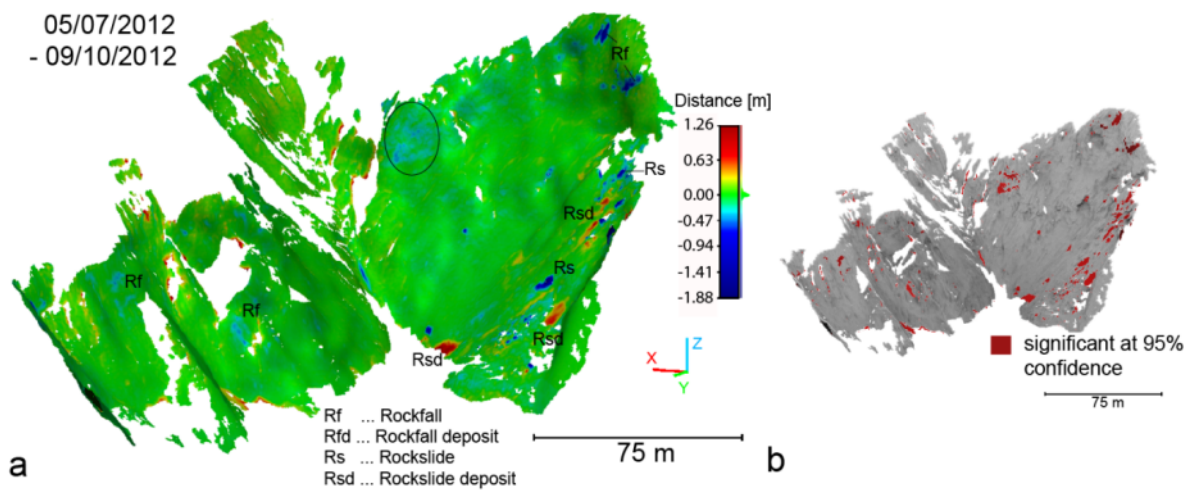 05/07/2012
- 09/10/2012
Rf
Distance [m]
1.26
0.63
0.00
-0.47
-0.94
-1.41
-1.88
Rs
Rsd
Rf
Rs
Rf
Rsd
Rsd
X
Z
Y
significant at 95%
confidence
75 m
Rf ... Rockfall
Rfd ... Rockfall deposit
Rs ... Rockslide
Rsd ... Rockslide deposit
75 m
a
b